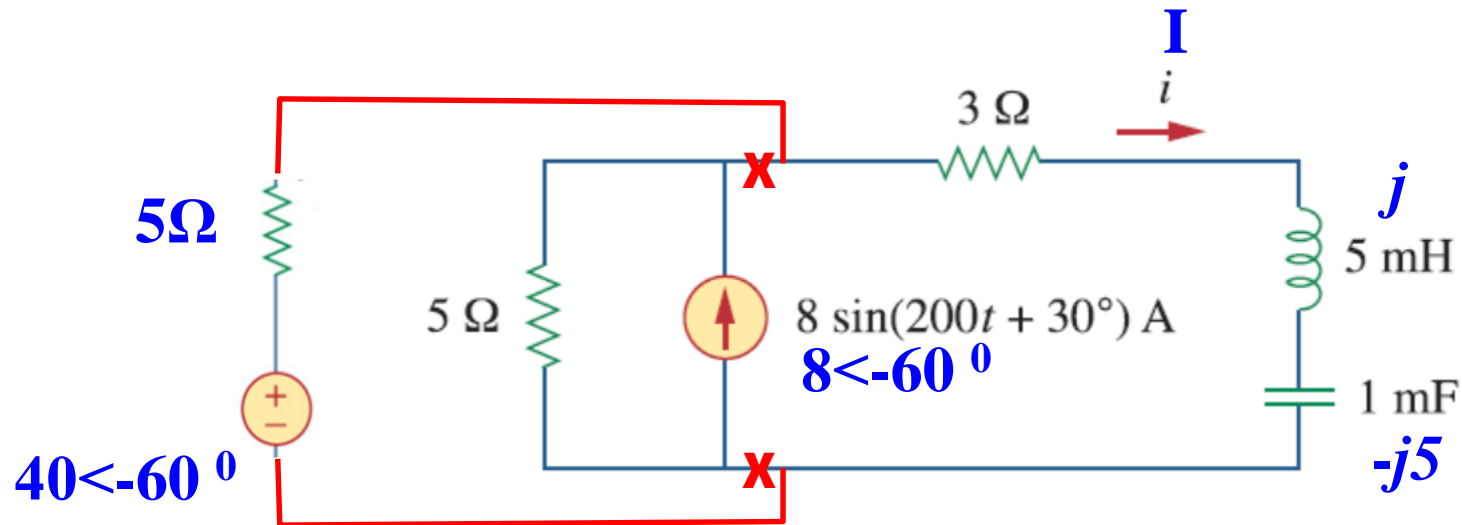 I
i
3 Ω
j
5 mH
5Ω
5 Ω
8 sin(200t + 30°) A
8<-60 ⁰
1 mF
-j5
40<-60 ⁰
+
−
x
x